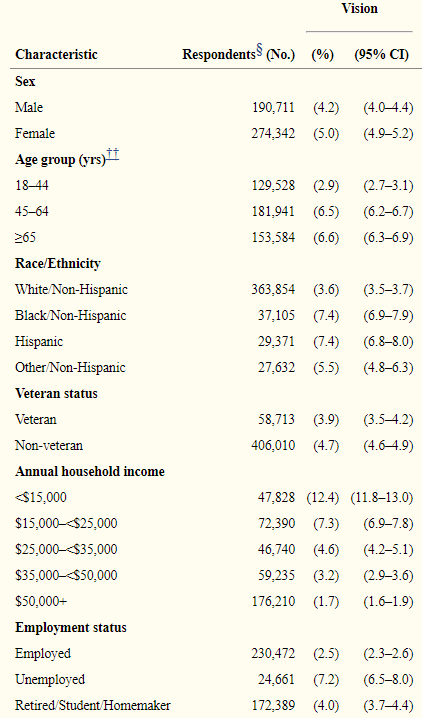 Vision
Characteristic Respondents§ (No.) (%) (95% CI)
Sex
Male 190,711 (4.2) (4.0–4.4)
Female 274,342 (5.0) (4.9–5.2)
Age group (yrs)††
18–44 129,528 (2.9) (2.7–3.1)
45–64 181,941 (6.5) (6.2–6.7)
≥65 153,584 (6.6) (6.3–6.9)
Race/Ethnicity
White/Non-Hispanic 363,854 (3.6) (3.5–3.7)
Black/Non-Hispanic 37,105 (7.4) (6.9–7.9)
Hispanic 29,371 (7.4) (6.8–8.0)
Other/Non-Hispanic 27,632 (5.5) (4.8–6.3)
Veteran status
Veteran 58,713 (3.9) (3.5–4.2)
Non-veteran 406,010 (4.7) (4.6–4.9)
Annual household income
<$15,000 47,828 (12.4) (11.8–13.0)
$15,000–<$25,000 72,390 (7.3) (6.9–7.8)
$25,000–<$35,000 46,740 (4.6) (4.2–5.1)
$35,000–<$50,000 59,235 (3.2) (2.9–3.6)
$50,000+ 176,210 (1.7) (1.6–1.9)
Employment status
Employed 230,472 (2.5) (2.3–2.6)
Unemployed 24,661 (7.2) (6.5–8.0)
Retired/Student/Homemaker 172,389 (4.0) (3.7–4.4)